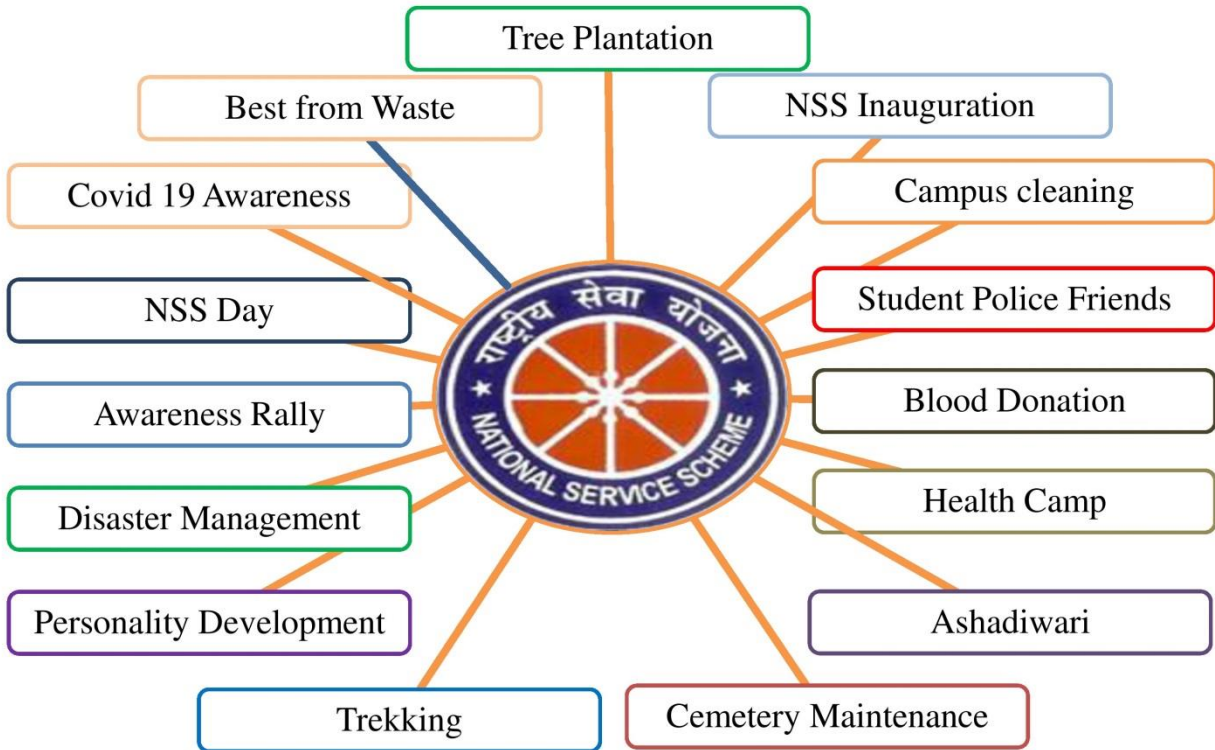 Tree Plantation
Best from Waste
NSS Inauguration
Covid 19 Awareness
Campus cleaning
NSS Day
Student Police Friends
राष्ट्रीय सेवा योजना
NATIONAL SERVICE SCHEME
Awareness Rally
Blood Donation
Disaster Management
Health Camp
Personality Development
Ashadiwari
Trekking
Cemetery Maintenance